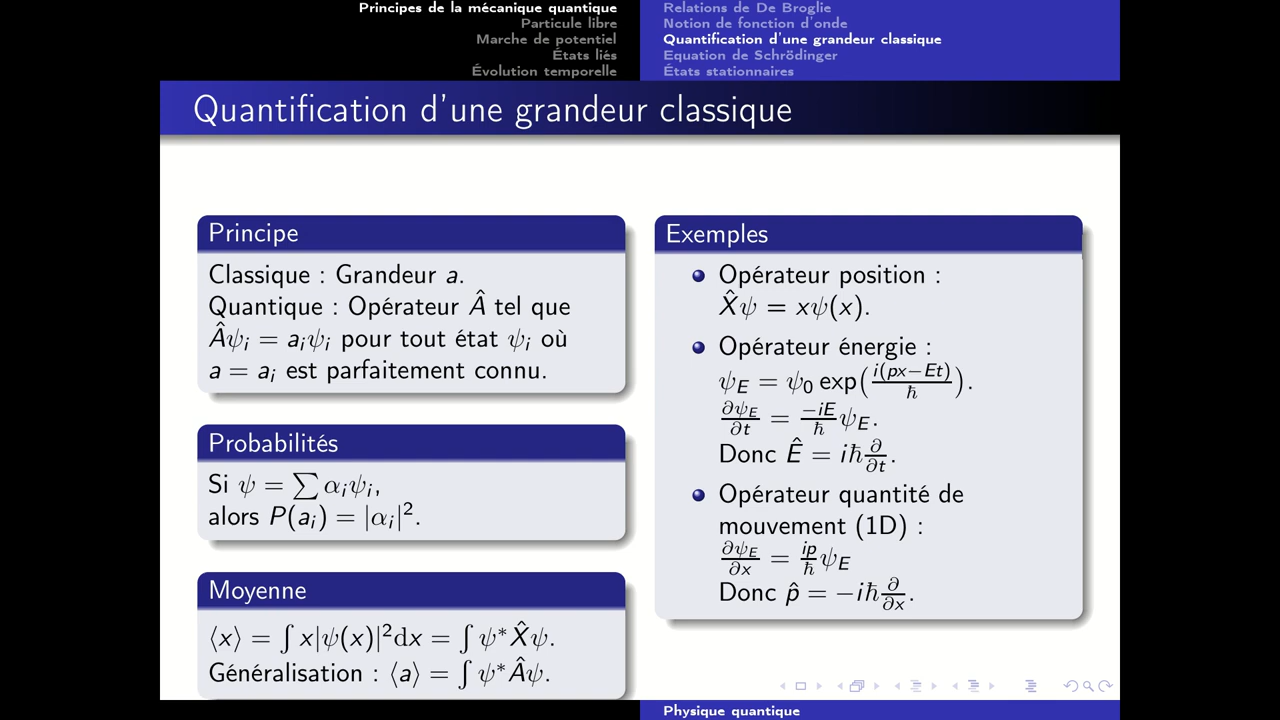 Principes de la mécanique quantique
Particule libre
Marche de potentiel
États liés
Évolution temporelle
Relations de De Broglie
Notion de fonction d'onde
Quantification d'une grandeur classique
Equation de Schrödinger
États stationnaires
Quantification d'une grandeur classique
Principe
Classique : Grandeur a.
Quantique : Opérateur Â tel que
Âψᵢ = aᵢψᵢ pour tout état ψᵢ où
a = aᵢ est parfaitement connu.
Probabilités
Si ψ = ∑ αᵢψᵢ,
alors P(aᵢ) = |αᵢ|².
Moyenne
⟨x⟩ = ∫ x|ψ(x)|²dx = ∫ ψ*X̂ψ.
Généralisation : ⟨a⟩ = ∫ ψ*Âψ.
Exemples
Opérateur position :
X̂ψ = xψ(x).
Opérateur énergie :
ψ_E = ψ₀ exp(i(px−Et)/ħ).
∂ψ_E/∂t = −iE/ħ ψ_E.
Donc Ê = iħ ∂/∂t.
Opérateur quantité de
mouvement (1D) :
∂ψ_E/∂x = ip/ħ ψ_E
Donc p̂ = −iħ ∂/∂x.
Physique quantique